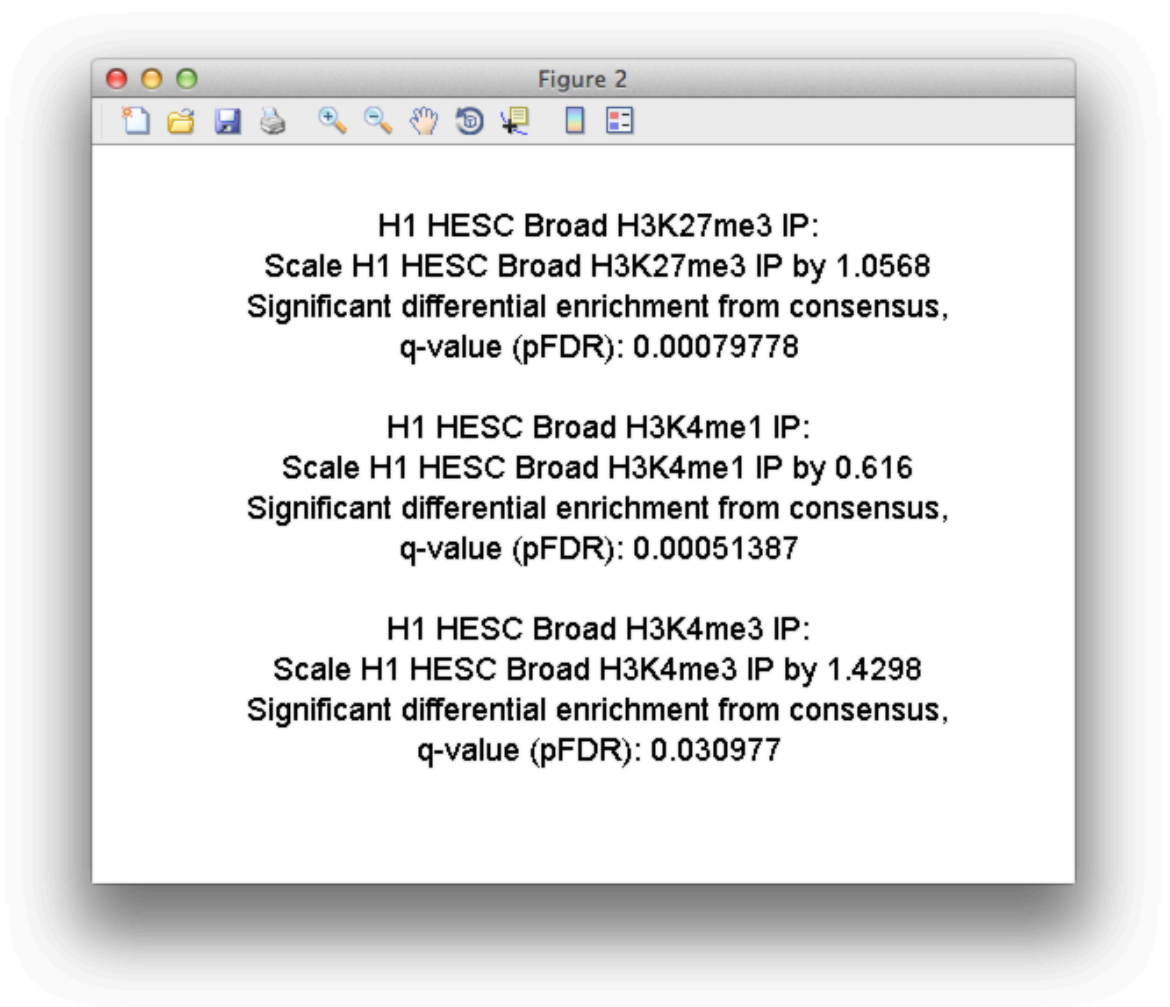 Figure 2
H1 HESC Broad H3K27me3 IP:
Scale H1 HESC Broad H3K27me3 IP by 1.0568
Significant differential enrichment from consensus,
q-value (pFDR): 0.00079778
H1 HESC Broad H3K4me1 IP:
Scale H1 HESC Broad H3K4me1 IP by 0.616
Significant differential enrichment from consensus,
q-value (pFDR): 0.00051387
H1 HESC Broad H3K4me3 IP:
Scale H1 HESC Broad H3K4me3 IP by 1.4298
Significant differential enrichment from consensus,
q-value (pFDR): 0.030977